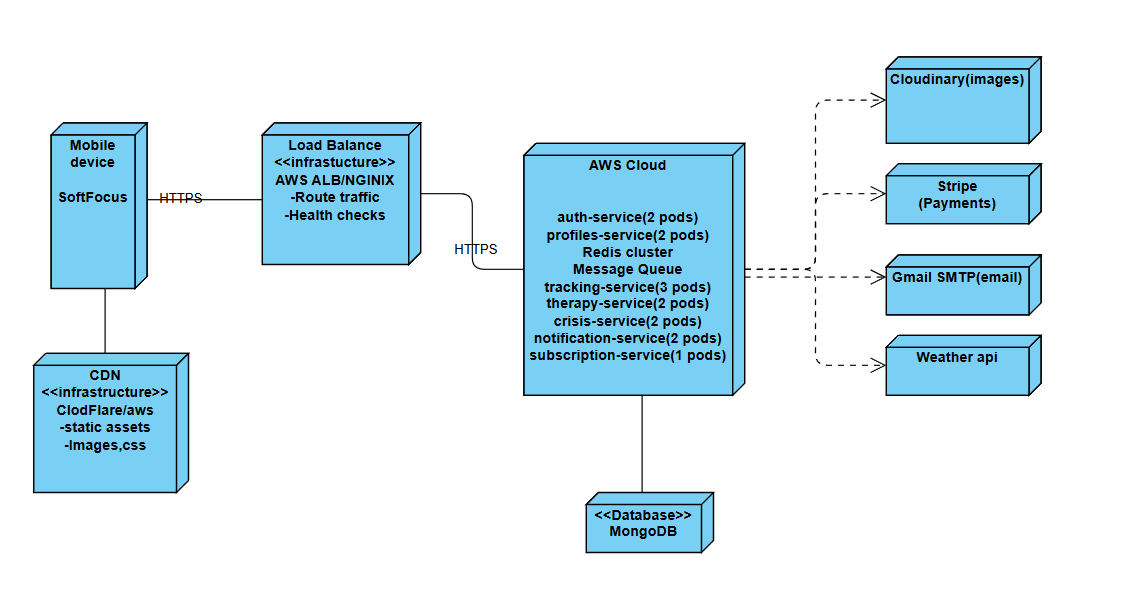 Mobile
device
SoftFocus
HTTPS
Load Balance
<<infrastucture>>
AWS ALB/NGINIX
-Route traffic
-Health checks
HTTPS
AWS Cloud
auth-service(2 pods)
profiles-service(2 pods)
Redis cluster
Message Queue
tracking-service(3 pods)
therapy-service(2 pods)
crisis-service(2 pods)
notification-service(2 pods)
subscription-service(1 pods)
Cloudinary(images)
Stripe
(Payments)
Gmail SMTP(email)
Weather api
CDN
<<infrastructure>>
ClodFlare/aws
-static assets
-Images,css
<<Database>>
MongoDB